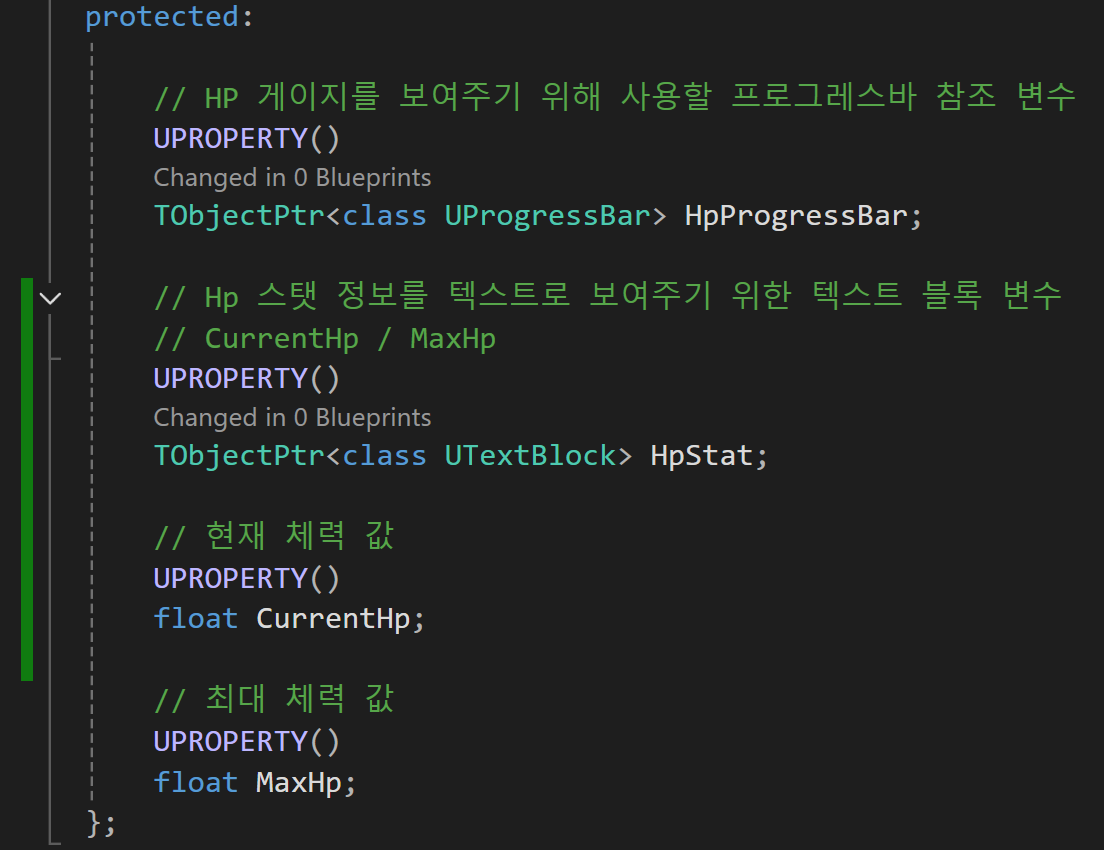 protected:
// HP 게이지를 보여주기 위해 사용할 프로그레스바 참조 변수
UPROPERTY()
Changed in 0 Blueprints
TObjectPtr<class UProgressBar> HpProgressBar;
// Hp 스탯 정보를 텍스트로 보여주기 위한 텍스트 블록 변수
// CurrentHp / MaxHp
UPROPERTY()
Changed in 0 Blueprints
TObjectPtr<class UTextBlock> HpStat;
// 현재 체력 값
UPROPERTY()
float CurrentHp;
// 최대 체력 값
UPROPERTY()
float MaxHp;
};